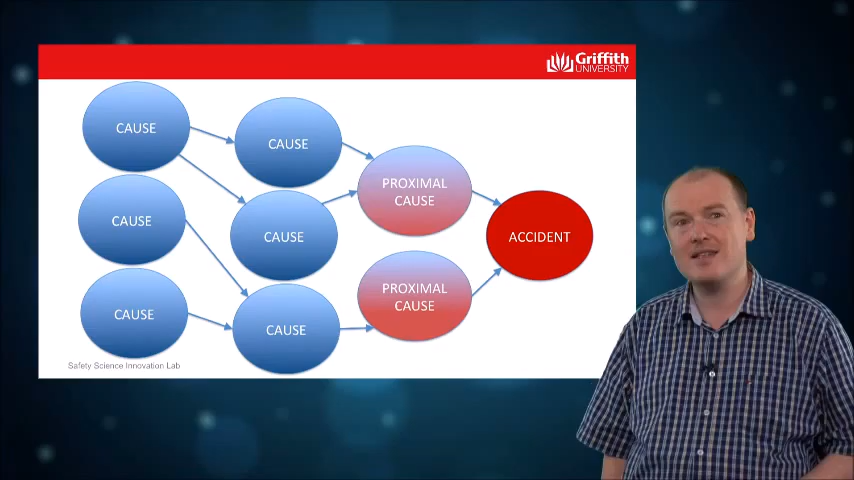 Griffith
UNIVERSITY
CAUSE
CAUSE
PROXIMAL
CAUSE
CAUSE
CAUSE
ACCIDENT
PROXIMAL
CAUSE
CAUSE
CAUSE
Safety Science Innovation Lab